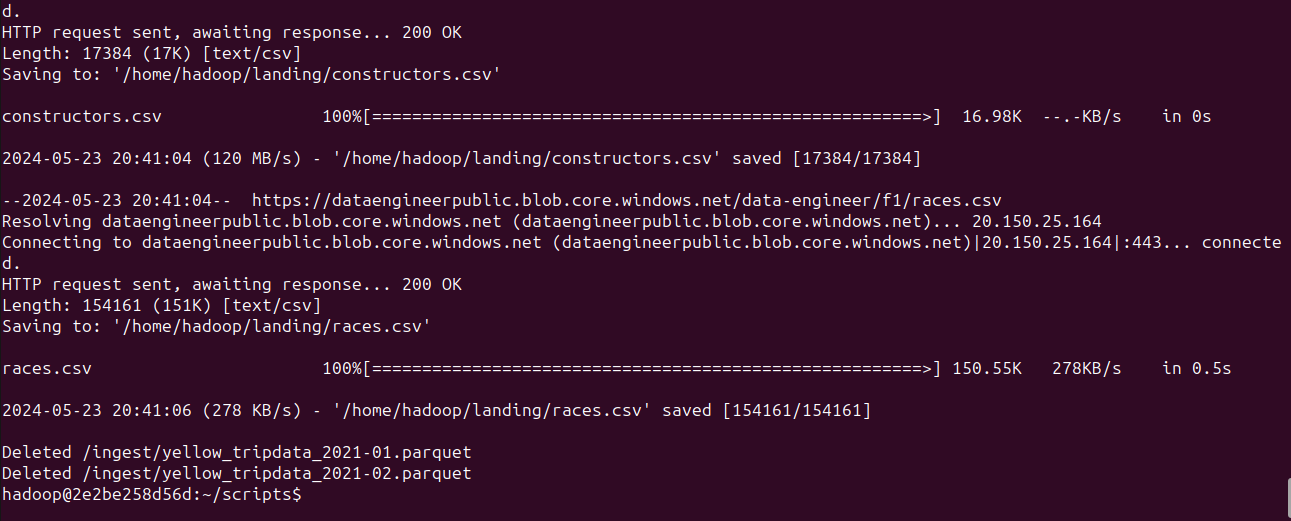 d.
HTTP request sent, awaiting response... 200 OK
Length: 17384 (17K) [text/csv]
Saving to: '/home/hadoop/landing/constructors.csv'
constructors.csv                100%[=======================================================>]  16.98K  --.-KB/s    in 0s
2024-05-23 20:41:04 (120 MB/s) - '/home/hadoop/landing/constructors.csv' saved [17384/17384]
--2024-05-23 20:41:04--  https://dataengineerpublic.blob.core.windows.net/data-engineer/f1/races.csv
Resolving dataengineerpublic.blob.core.windows.net (dataengineerpublic.blob.core.windows.net)... 20.150.25.164
Connecting to dataengineerpublic.blob.core.windows.net (dataengineerpublic.blob.core.windows.net)|20.150.25.164|:443... connecte
d.
HTTP request sent, awaiting response... 200 OK
Length: 154161 (151K) [text/csv]
Saving to: '/home/hadoop/landing/races.csv'
races.csv                       100%[=======================================================>] 150.55K   278KB/s    in 0.5s
2024-05-23 20:41:06 (278 KB/s) - '/home/hadoop/landing/races.csv' saved [154161/154161]
Deleted /ingest/yellow_tripdata_2021-01.parquet
Deleted /ingest/yellow_tripdata_2021-02.parquet
hadoop@2e2be258d56d:~/scripts$